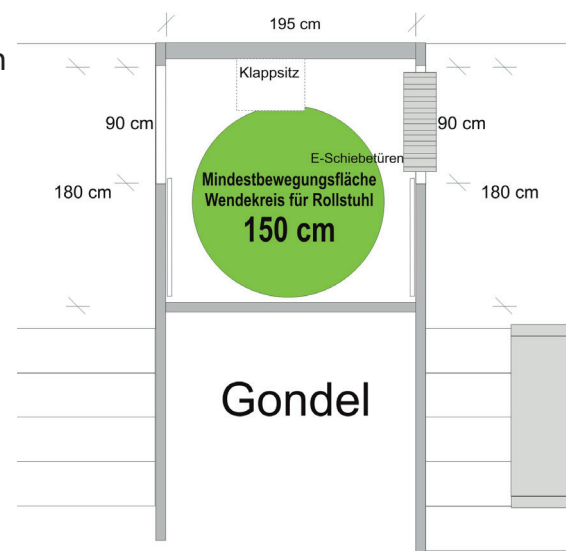 195 cm
n
Klappsitz
90 cm
90 cm
E-Schiebetüren
Mindestbewegungsfläche
Wendekreis für Rollstuhl
150 cm
180 cm
180 cm
Gondel